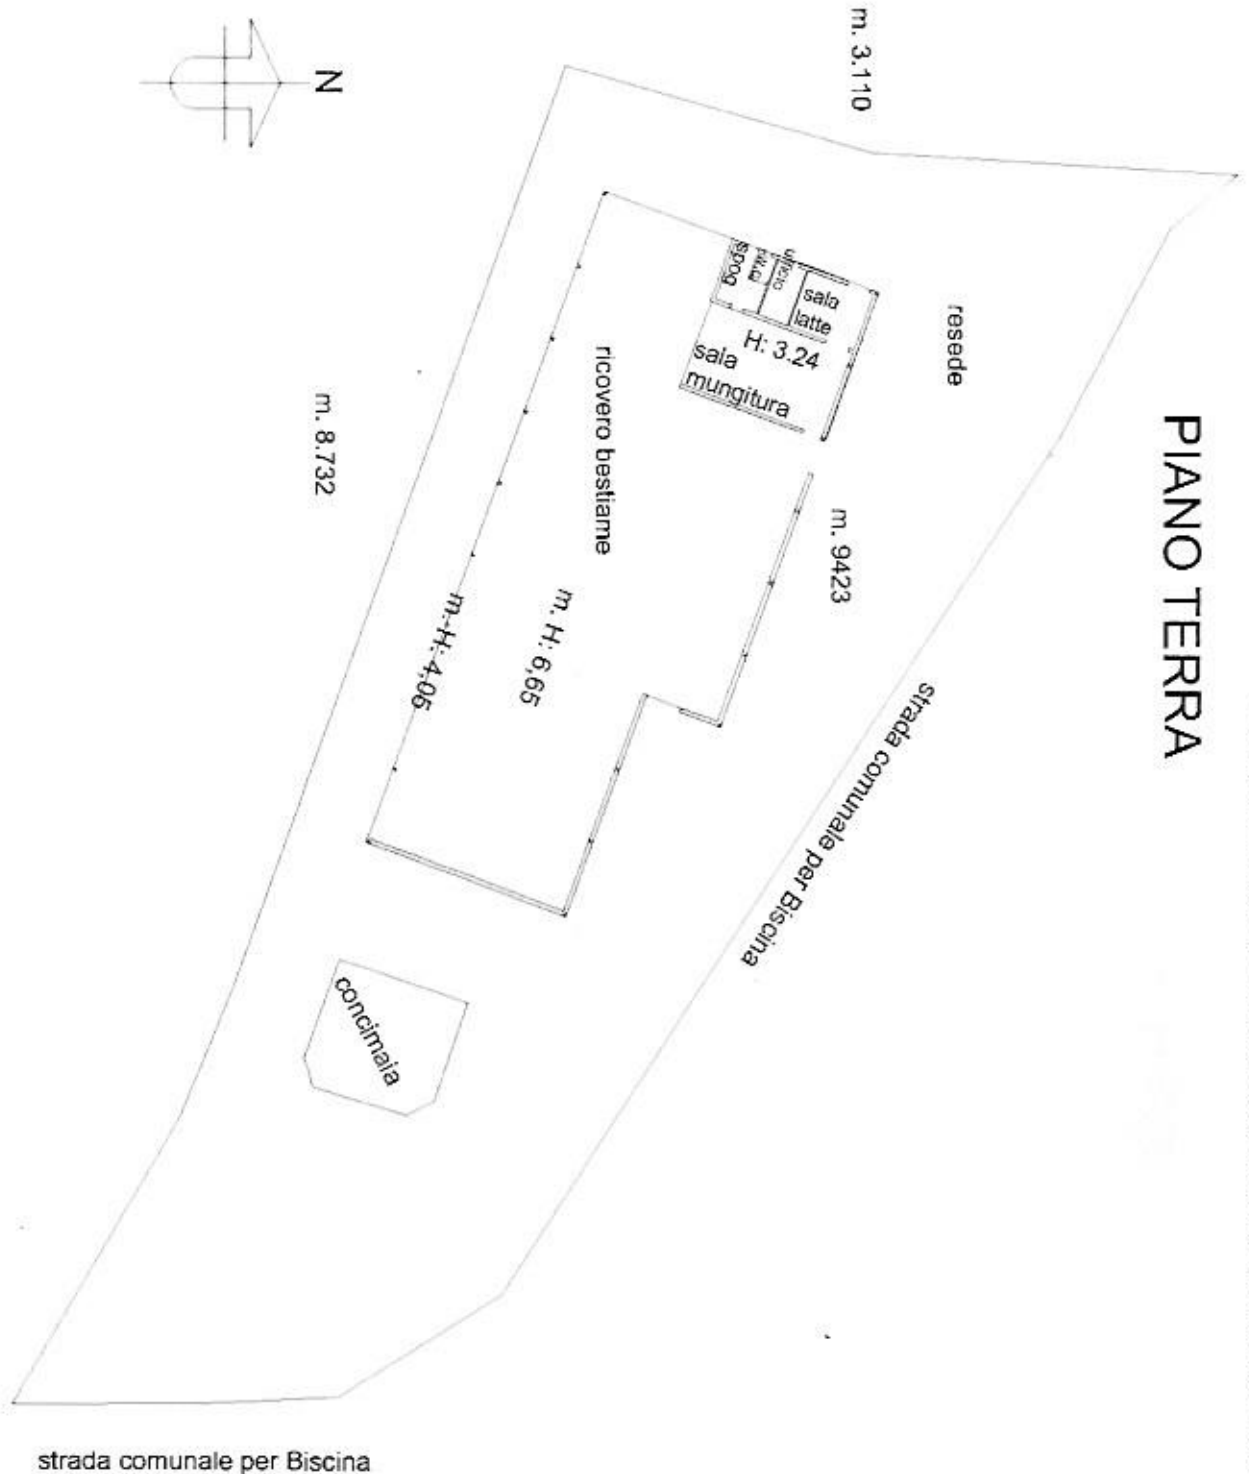 PIANO TERRA
N
m. 3.110
resede
spog
ufficio
sala
latte
H: 3.24
sala
mungitura
ricovero bestiame
m. 8.732
m. 9423
m. H: 6,65
m. H: 4,06
strada comunale per Biscina
concimaia
strada comunale per Biscina